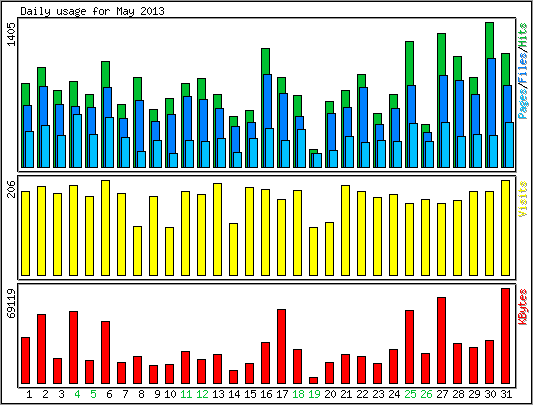 Daily usage for May 2013
1405
Pages/Files/Hits
206
Visits
69119
KBytes
1 2 3 4 5 6 7 8 9 10 11 12 13 14 15 16 17 18 19 20 21 22 23 24 25 26 27 28 29 30 31